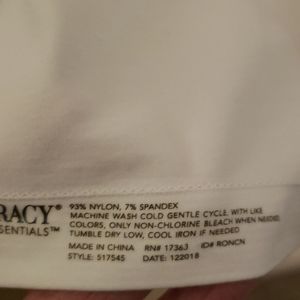 RACY®
SENTIALS™
93% NYLON, 7% SPANDEX
MACHINE WASH COLD GENTLE CYCLE, WITH LIKE
COLORS, ONLY NON-CHLORINE BLEACH WHEN NEEDED,
TUMBLE DRY LOW, COOL IRON IF NEEDED
MADE IN CHINA RN# 17363 ID# RONCN
STYLE: 517545 DATE: 122018